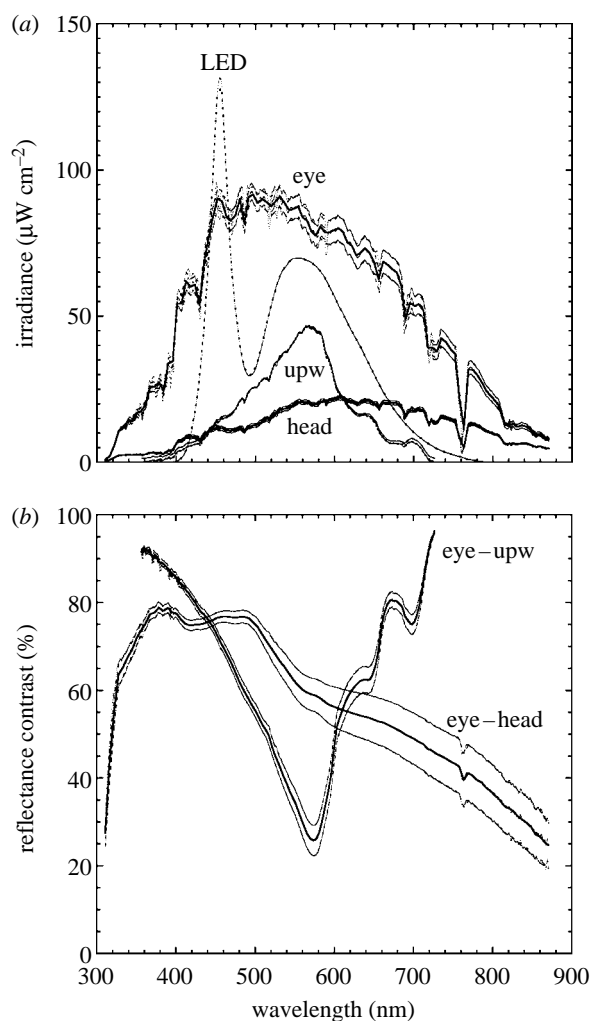 (a)
150
100
50
0
irradiance (µW cm−2)
LED
eye
upw
head
(b)
100
80
60
40
20
0
reflectance contrast (%)
eye–upw
eye–head
300 400 500 600 700 800 900
wavelength (nm)